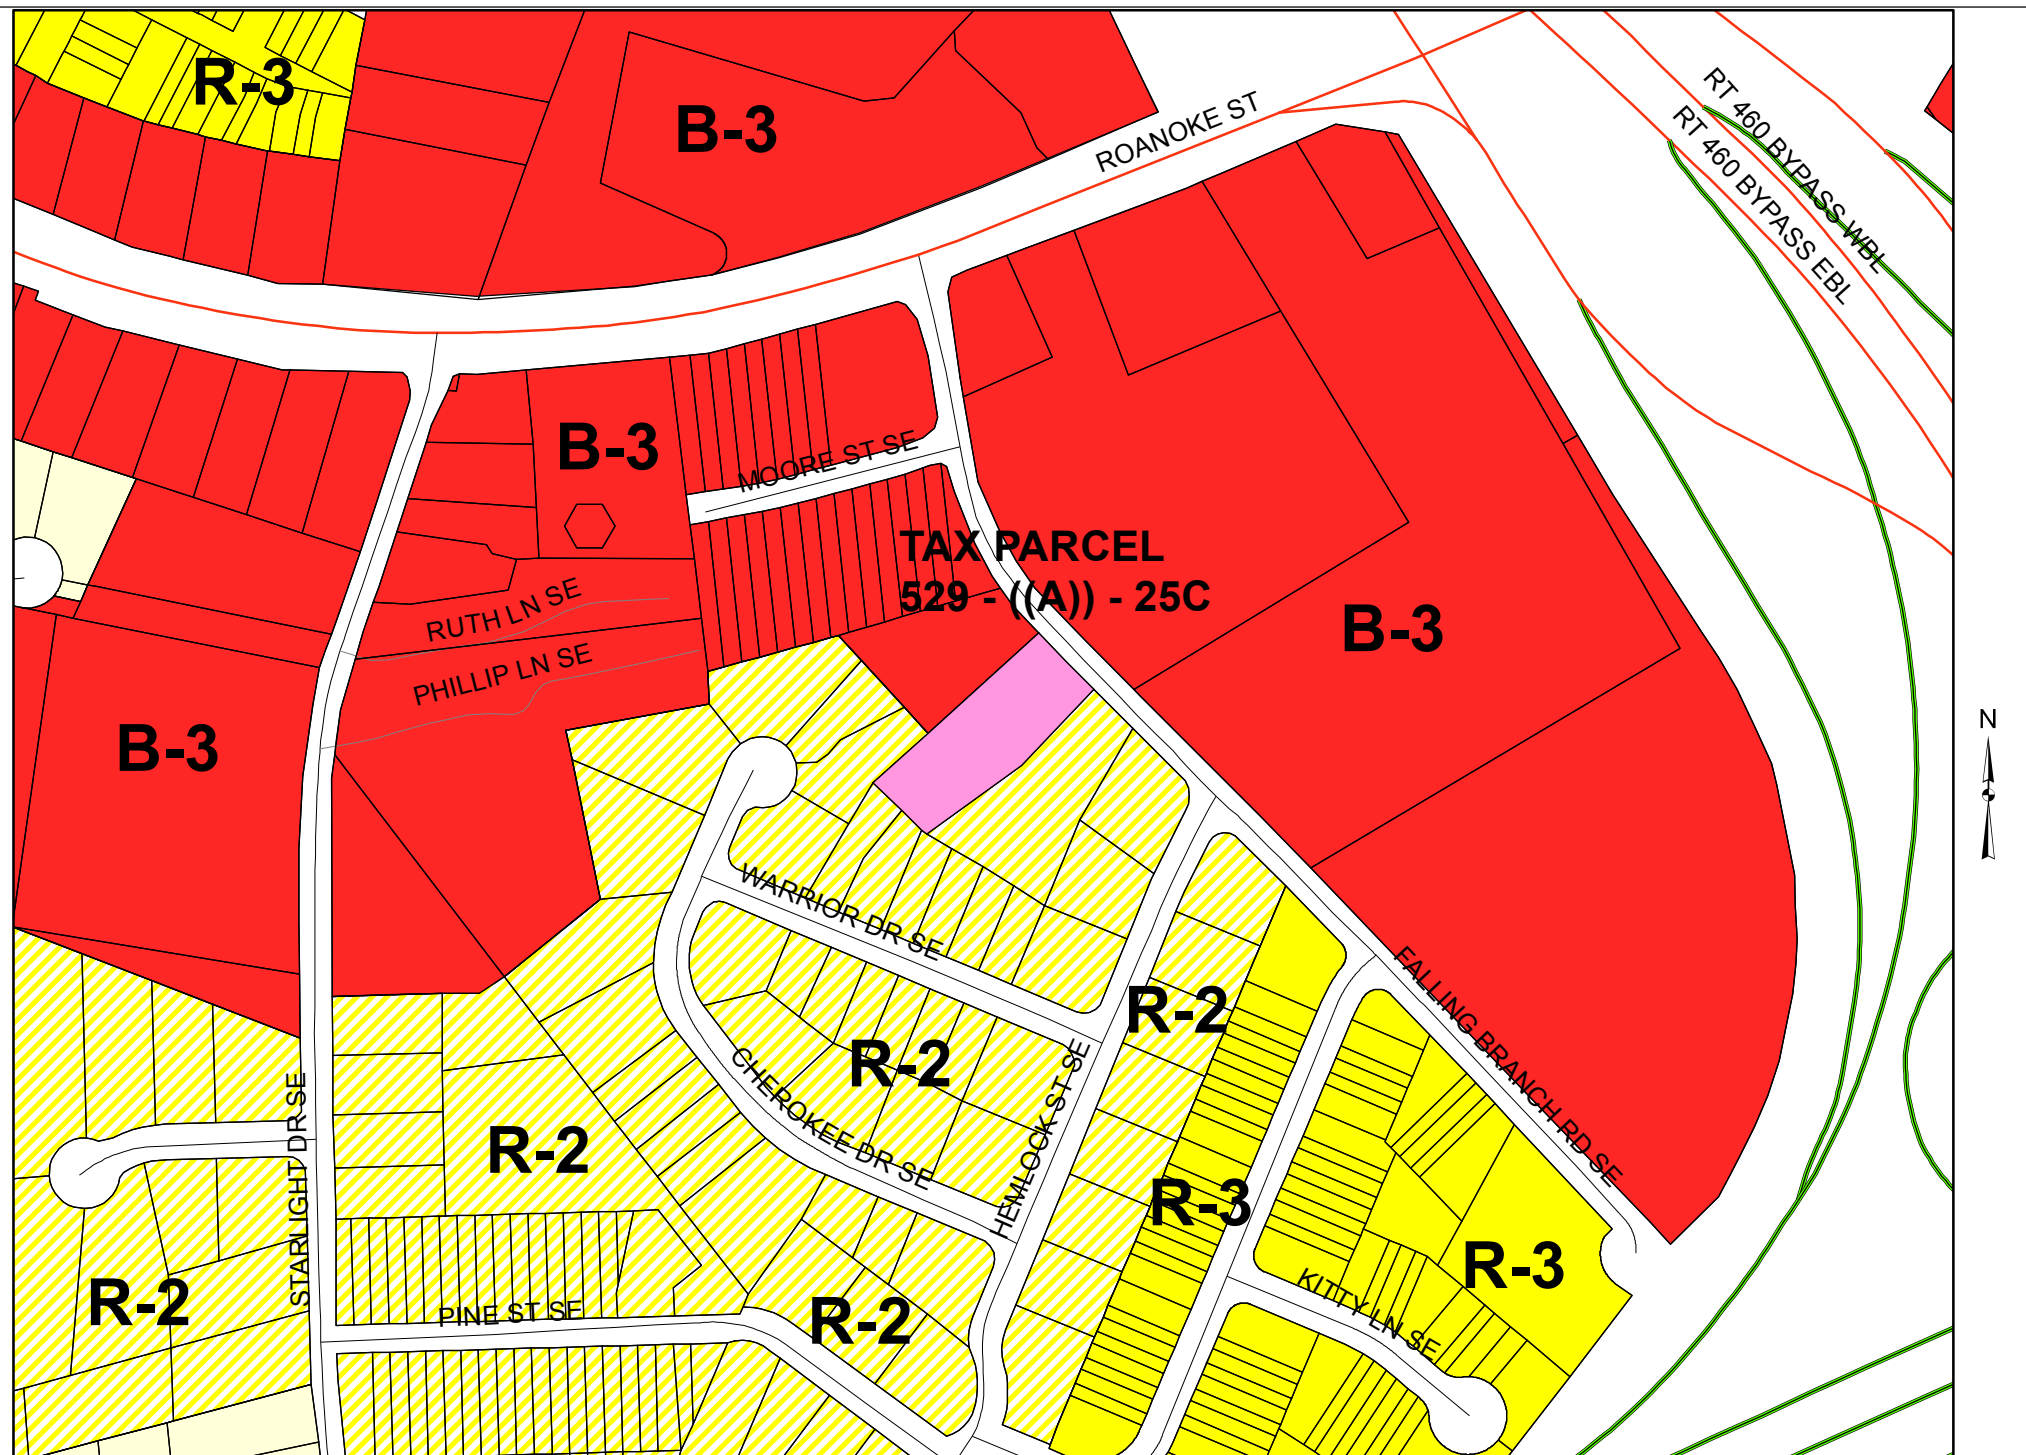 R-3
B-3
ROANOKE ST
RT 460 BYPASS WBL
RT 460 BYPASS EBL
B-3
MOORE ST SE
TAX PARCEL
529 - ((A)) - 25C
RUTH LN SE
B-3
PHILLIP LN SE
N
B-3
WARRIOR DR SE
FALLING BRANCH RD SE
R-2
R-2
CHEROKEE DR SE
HEMLOCK ST SE
R-2
STARLIGHT DR SE
R-3
R-3
R-2
PINE ST SE
R-2
KITTY LN SE